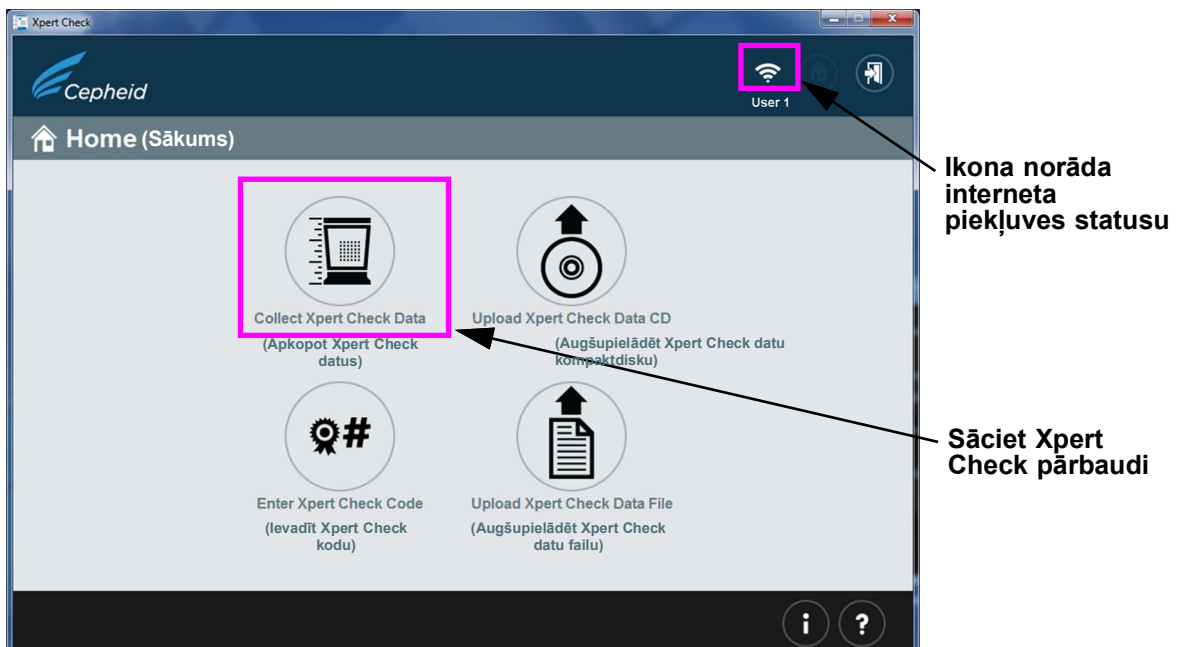 Xpert Check
Cepheid
User 1
Home (Sākums)
Ikona norāda
interneta
piekļuves statusu
Collect Xpert Check Data
(Apkopot Xpert Check
datus)
Upload Xpert Check Data CD
(Augšupielādēt Xpert Check datu
kompaktdisku)
Sāciet Xpert
Check pārbaudi
#
Enter Xpert Check Code
(Ievadīt Xpert Check
kodu)
Upload Xpert Check Data File
(Augšupielādēt Xpert Check
datu failu)
i
?